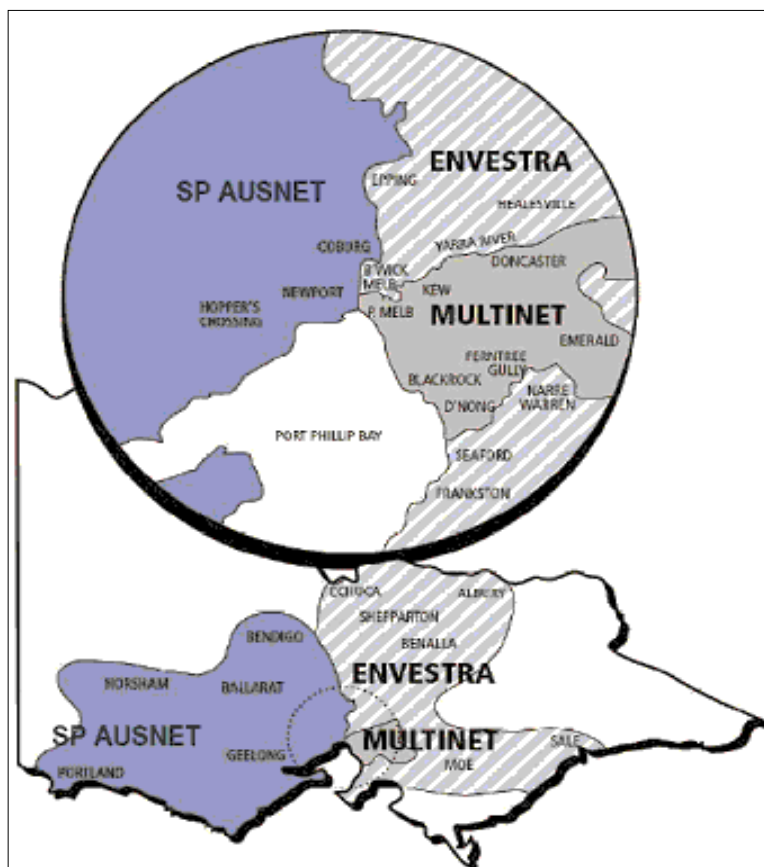 ENVESTRA
EPPING
SP AUSNET
HEALESVILLE
YARRA RIVER
COBURG
DONCASTER
B'WICK
MELB
KEW
NEWPORT
HOPPER'S
CROSSING
P. MELB
MULTINET
EMERALD
FERNTREE
GULLY
BLACKROCK
NARRE
WARREN
D'NONG
PORT PHILLIP BAY
SEAFORD
FRANKSTON
ECHUCA
ALBURY
SHEPPARTON
BENDIGO
BENALLA
ENVESTRA
HORSHAM
BALLARAT
SP AUSNET
MULTINET
SALE
GEELONG
MOE
PORTLAND